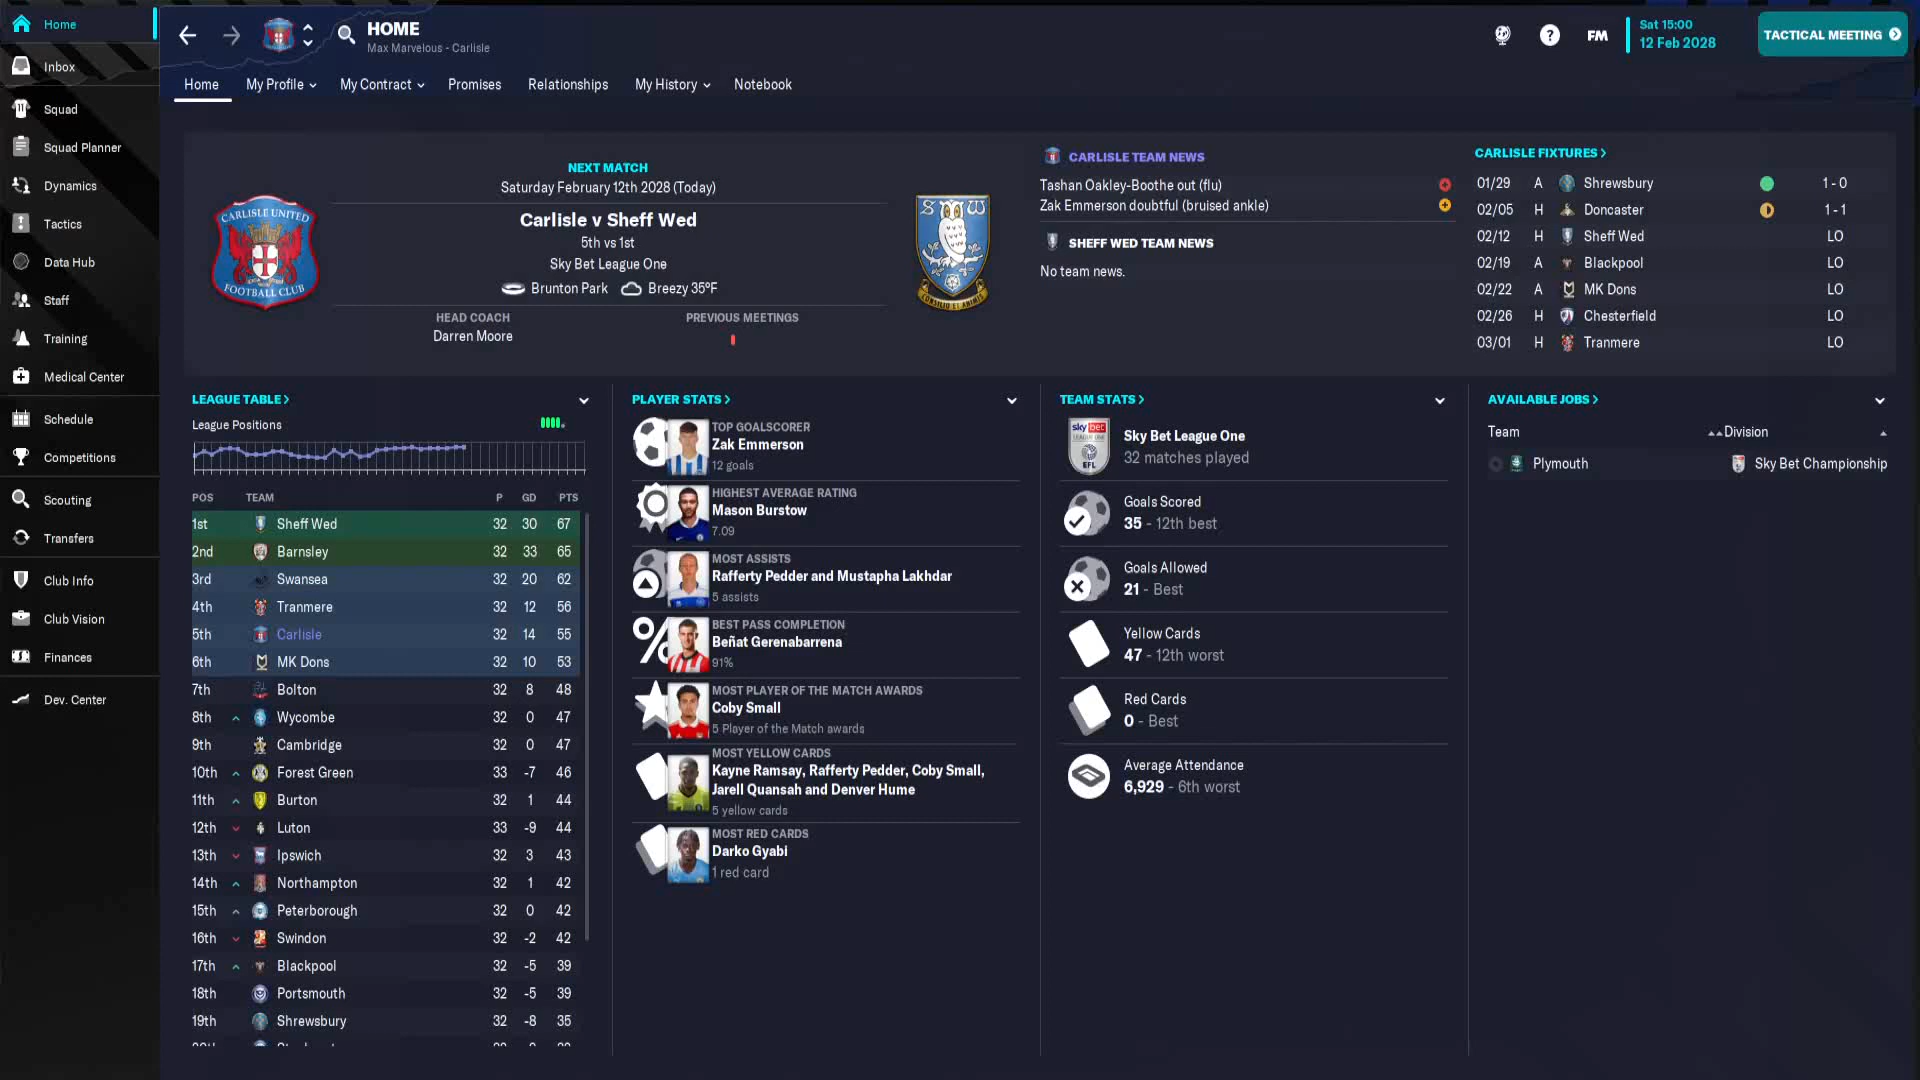 Home
Inbox
Squad
Squad Planner
Dynamics
Tactics
Data Hub
Staff
Training
Medical Center
Schedule
Competitions
Scouting
Transfers
Club Info
Club Vision
Finances
Dev. Center
HOME
Max Marvelous - Carlisle
FM
Sat 15:00
12 Feb 2028
TACTICAL MEETING
Home My Profile My Contract Promises Relationships My History Notebook
CARLISLE UNITED
FOOTBALL CLUB
NEXT MATCH
Saturday February 12th 2028 (Today)
Carlisle v Sheff Wed
5th vs 1st
Sky Bet League One
Brunton Park Breezy 35°F
HEAD COACH
Darren Moore
PREVIOUS MEETINGS
S W
CONSILIO ET ANIMIS
CARLISLE TEAM NEWS
Tashan Oakley-Boothe out (flu)
Zak Emmerson doubtful (bruised ankle)
SHEFF WED TEAM NEWS
No team news.
CARLISLE FIXTURES
01/29 A Shrewsbury 1 - 0
02/05 H Doncaster 1 - 1
02/12 H Sheff Wed LO
02/19 A Blackpool LO
02/22 A MK Dons LO
02/26 H Chesterfield LO
03/01 H Tranmere LO
LEAGUE TABLE
League Positions
POS TEAM P GD PTS
1st Sheff Wed 32 30 67
2nd Barnsley 32 33 65
3rd Swansea 32 20 62
4th Tranmere 32 12 56
5th Carlisle 32 14 55
6th MK Dons 32 10 53
7th Bolton 32 8 48
8th Wycombe 32 0 47
9th Cambridge 32 0 47
10th Forest Green 33 -7 46
11th Burton 32 1 44
12th Luton 33 -9 44
13th Ipswich 32 3 43
14th Northampton 32 1 42
15th Peterborough 32 0 42
16th Swindon 32 -2 42
17th Blackpool 32 -5 39
18th Portsmouth 32 -5 39
19th Shrewsbury 32 -8 35
PLAYER STATS
TOP GOALSCORER
Zak Emmerson
12 goals
HIGHEST AVERAGE RATING
Mason Burstow
7.09
MOST ASSISTS
Rafferty Pedder and Mustapha Lakhdar
5 assists
BEST PASS COMPLETION
Beñat Gerenabarrena
91%
MOST PLAYER OF THE MATCH AWARDS
Coby Small
5 Player of the Match awards
MOST YELLOW CARDS
Kayne Ramsay, Rafferty Pedder, Coby Small,
Jarell Quansah and Denver Hume
5 yellow cards
MOST RED CARDS
Darko Gyabi
1 red card
TEAM STATS
sky bet
LEAGUE ONE
EFL
Sky Bet League One
32 matches played
Goals Scored
35 - 12th best
Goals Allowed
21 - Best
Yellow Cards
47 - 12th worst
Red Cards
0 - Best
Average Attendance
6,929 - 6th worst
AVAILABLE JOBS
Team Division
Plymouth Sky Bet Championship